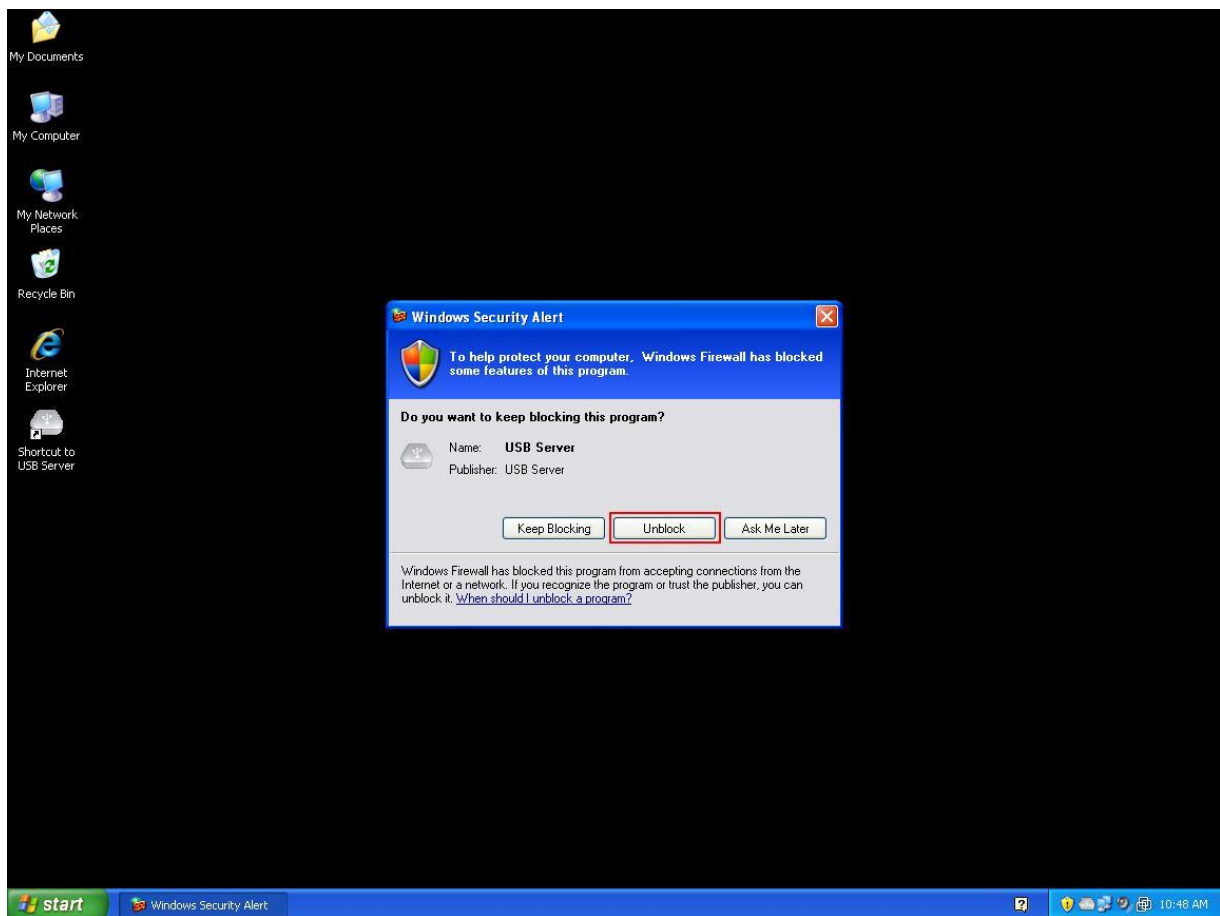 My Documents
My Computer
My Network
Places
Recycle Bin
Internet
Explorer
Shortcut to
USB Server
Windows Security Alert
To help protect your computer, Windows Firewall has blocked
some features of this program.
Do you want to keep blocking this program?
Name: USB Server
Publisher: USB Server
Keep Blocking Unblock Ask Me Later
Windows Firewall has blocked this program from accepting connections from the
Internet or a network. If you recognize the program or trust the publisher, you can
unblock it. When should I unblock a program?
start Windows Security Alert 10:48 AM